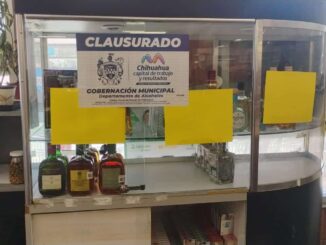 CLAUSURADO
Chihuahua
capital de trabajo
y resultados
GOBERNACIÓN MUNICIPAL
Departamento de Alcoholes